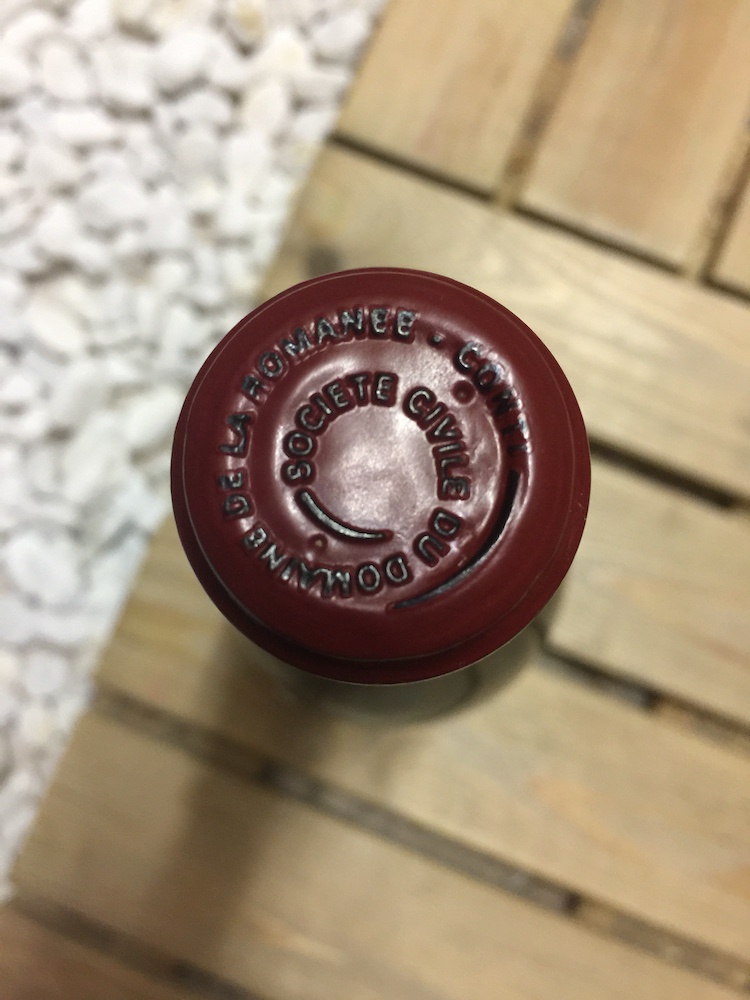 SOCIETE CIVILE DU DOMAINE DE LA ROMANEE - CONTI